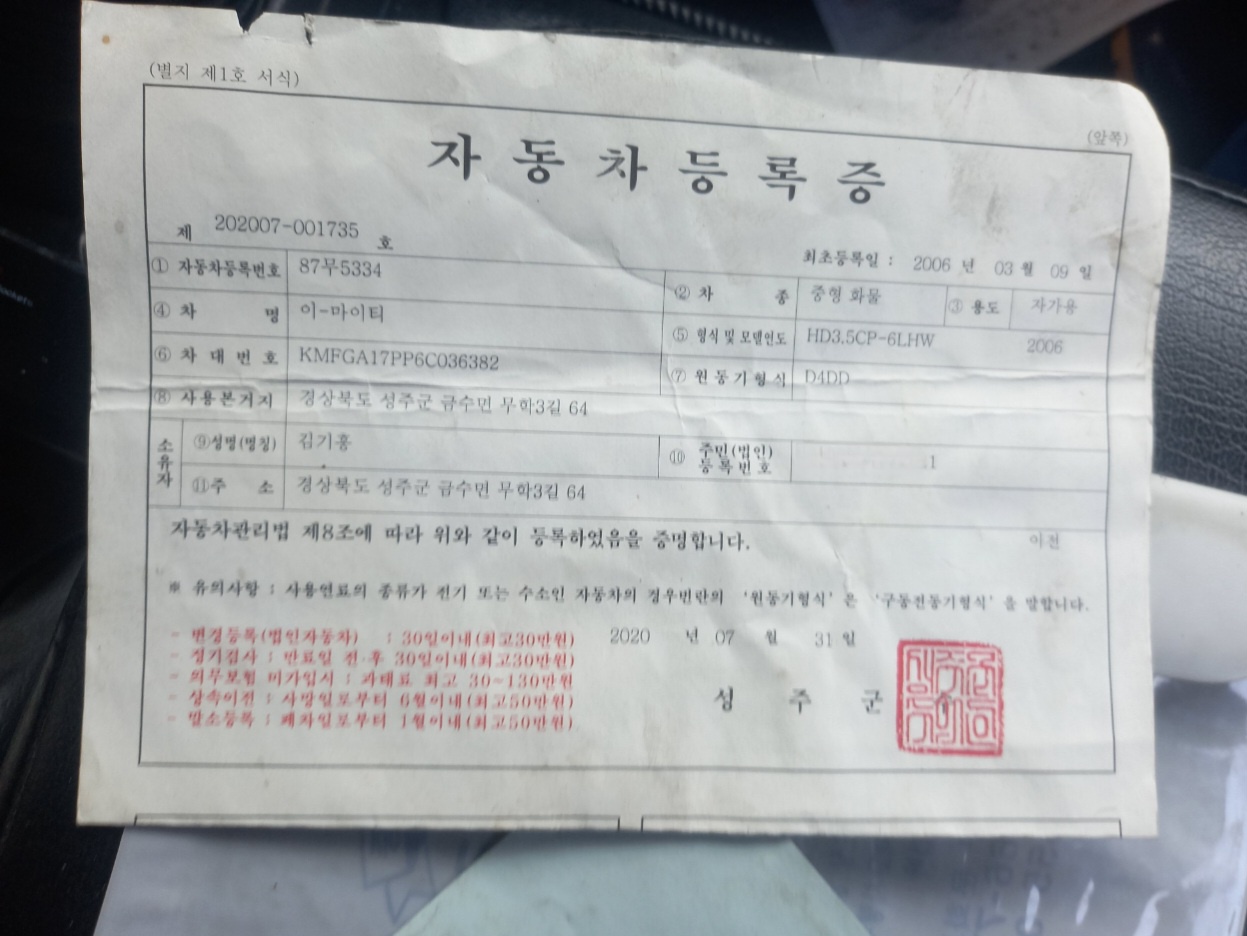 (별지 제1호 서식)
(앞쪽)
자동차등록증
제 202007-001735 호
최초등록일 : 2006 년 03 월 09 일
① 자동차등록번호 87무5334
② 차 종 중형 화물 ③ 용도 자가용
④ 차 명 이-마이티
⑤ 형식 및 모델연도 HD3.5CP-6LHW 2006
⑥ 차 대 번 호 KMFGA17PP6C036382
⑦ 원 동 기 형 식 D4DD
⑧ 사 용 본 거 지 경상북도 성주군 금수면 무학3길 64
소유자 ⑨성명(명칭) 김기홍
⑩ 주민(법인)등록번호 1
⑪주 소 경상북도 성주군 금수면 무학3길 64
자동차관리법 제8조에 따라 위와 같이 등록하였음을 증명합니다.
이전
※ 유의사항 : 사용연료의 종류가 전기 또는 수소인 자동차의 경우변란의 '원동기형식' 은 '구동전동기형식' 을 말합니다.
- 변경등록(법인자동차) : 30일이내(최고30만원)
- 정기검사 : 만료일 전·후 30일이내(최고30만원)
- 의무보험 미가입시 : 과태료 최고 30~130만원
- 상속이전 : 사망일로부터 6월이내(최고50만원)
- 말소등록 : 폐차일로부터 1월이내(최고50만원)
2020 년 07 월 31 일
성 주 군